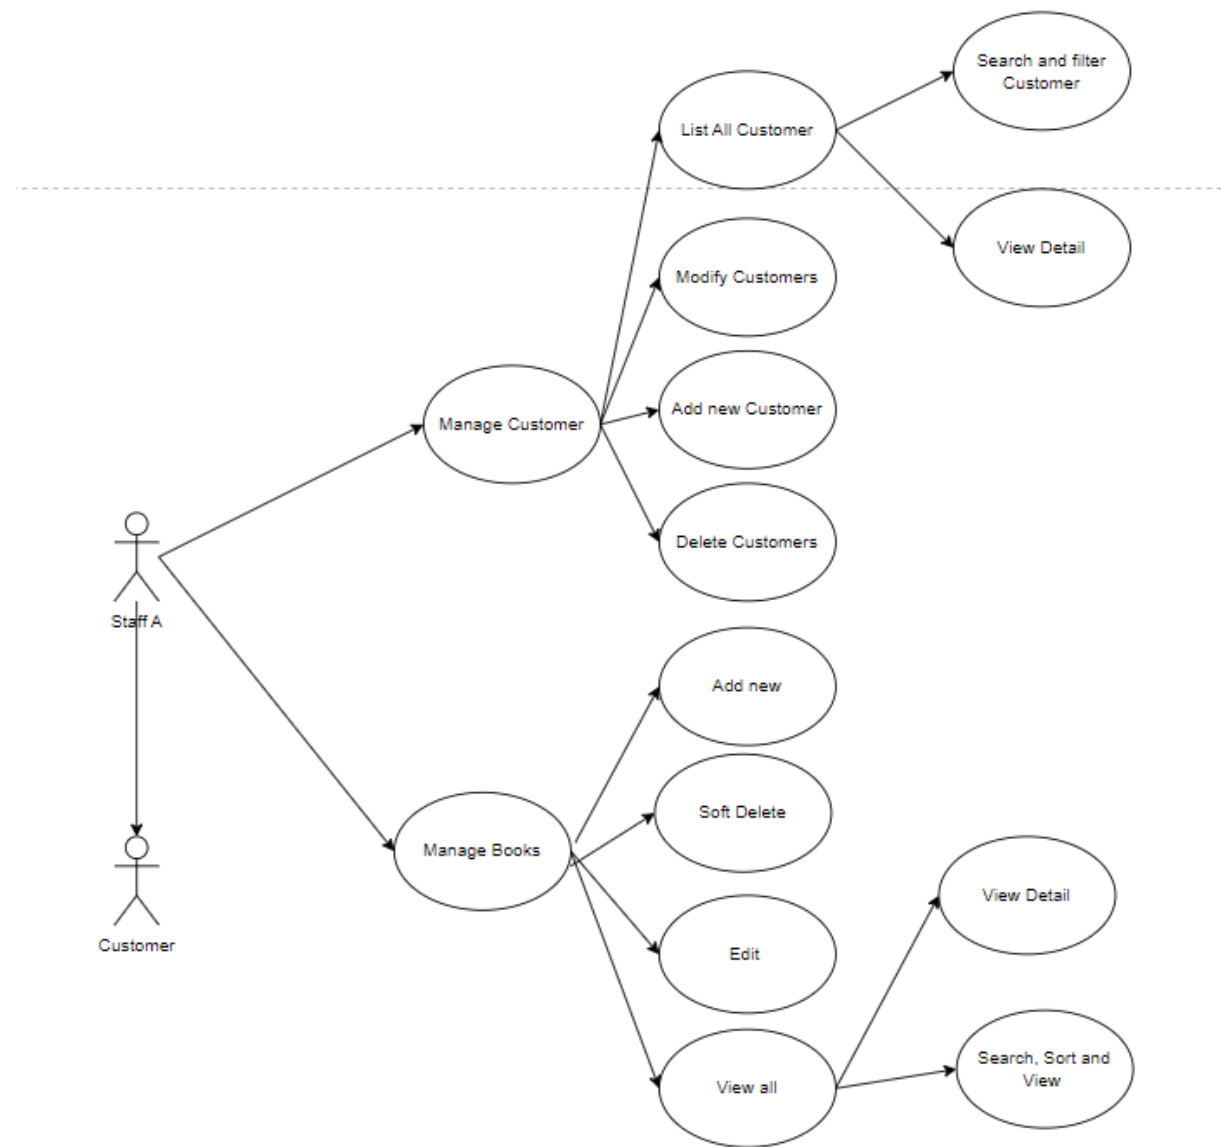 Search and filter
Customer
List All Customer
View Detail
Modify Customers
Add new Customer
Manage Customer
Delete Customers
Staff A
Add new
Soft Delete
Manage Books
View Detail
Customer
Edit
Search, Sort and
View
View all